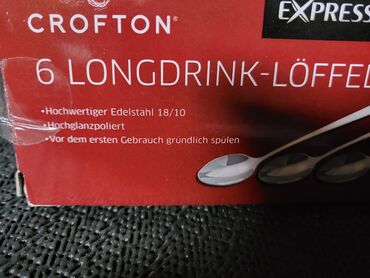 CROFTON®
EXPRESS
6 LONGDRINK-LÖFFEL
•Hochwertiger Edelstahl 18/10
•Hochglanzpoliert
•Vor dem ersten Gebrauch gründlich spülen